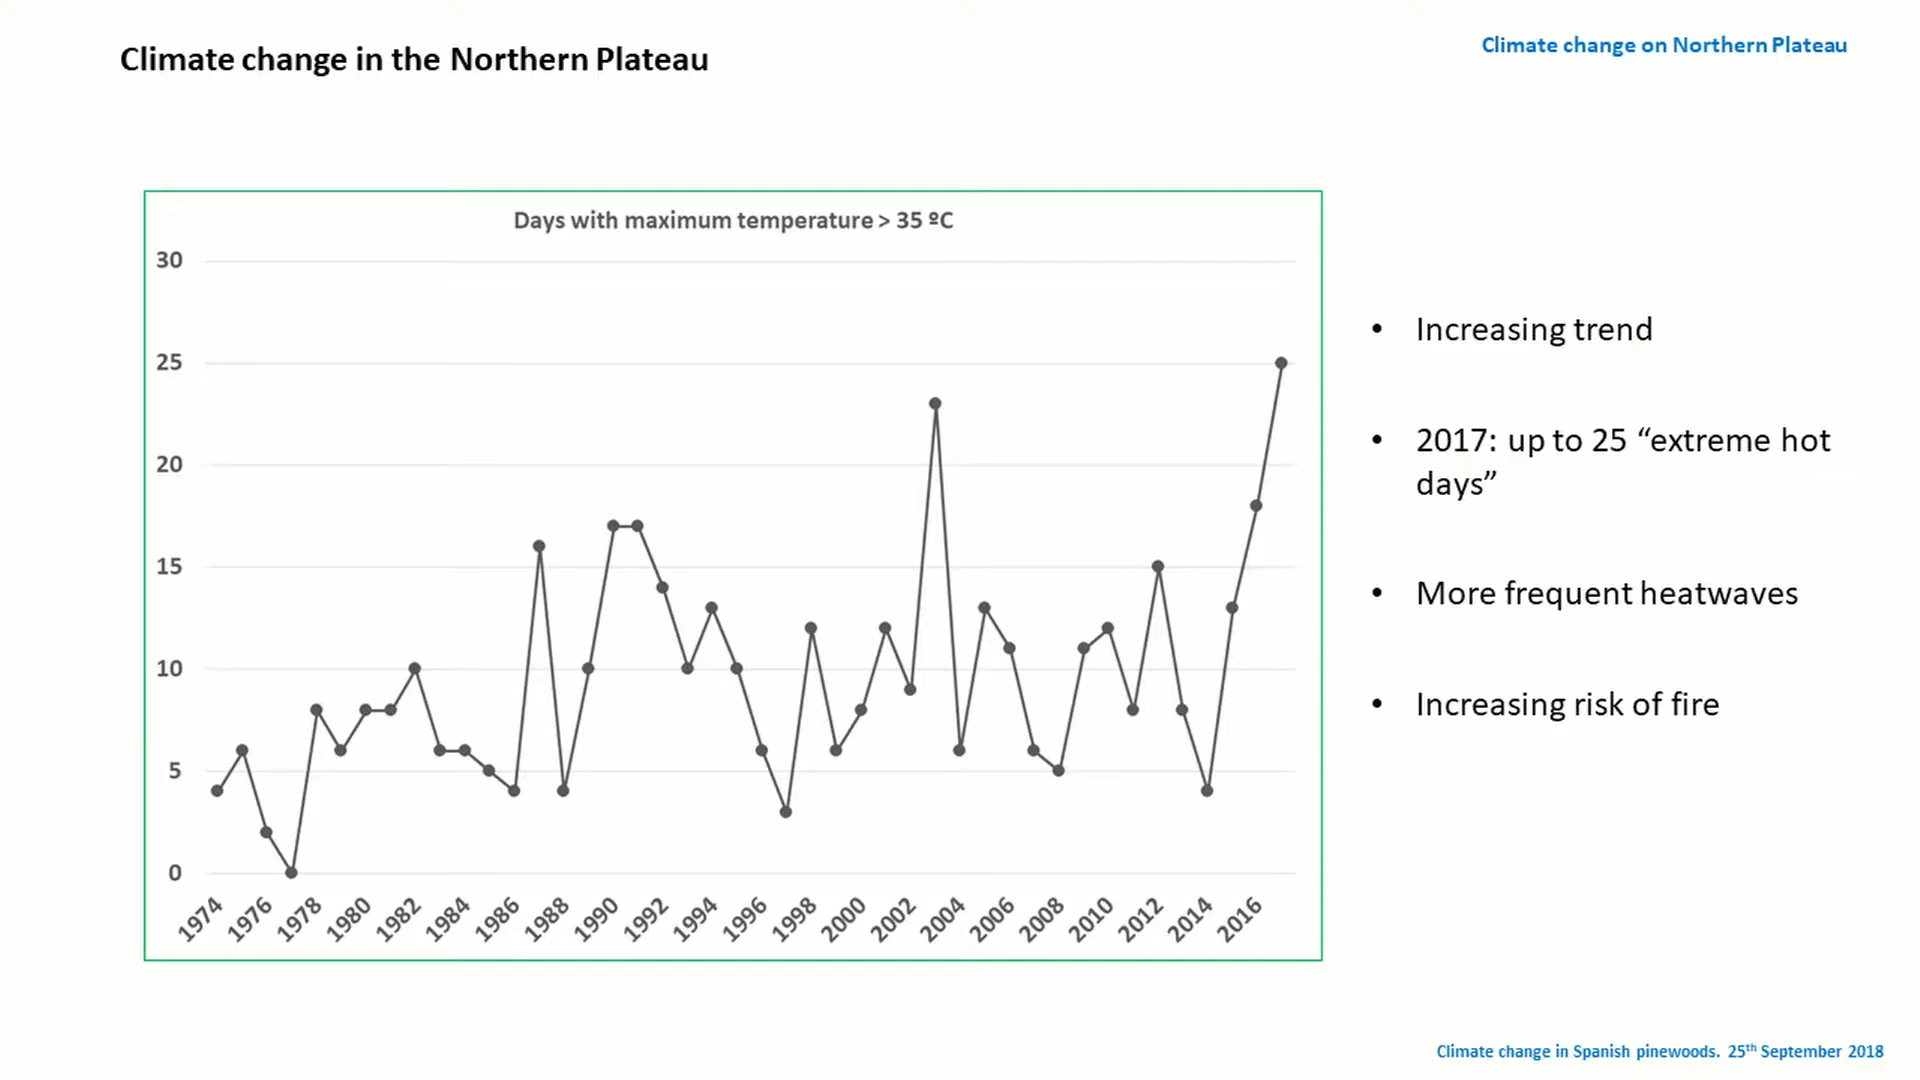 Climate change in the Northern Plateau
Climate change on Northern Plateau
Days with maximum temperature > 35 ºC
30
25
20
15
10
5
0
1974 1976 1978 1980 1982 1984 1986 1988 1990 1992 1994 1996 1998 2000 2002 2004 2006 2008 2010 2012 2014 2016
• Increasing trend
• 2017: up to 25 “extreme hot
days”
• More frequent heatwaves
• Increasing risk of fire
Climate change in Spanish pinewoods. 25th September 2018